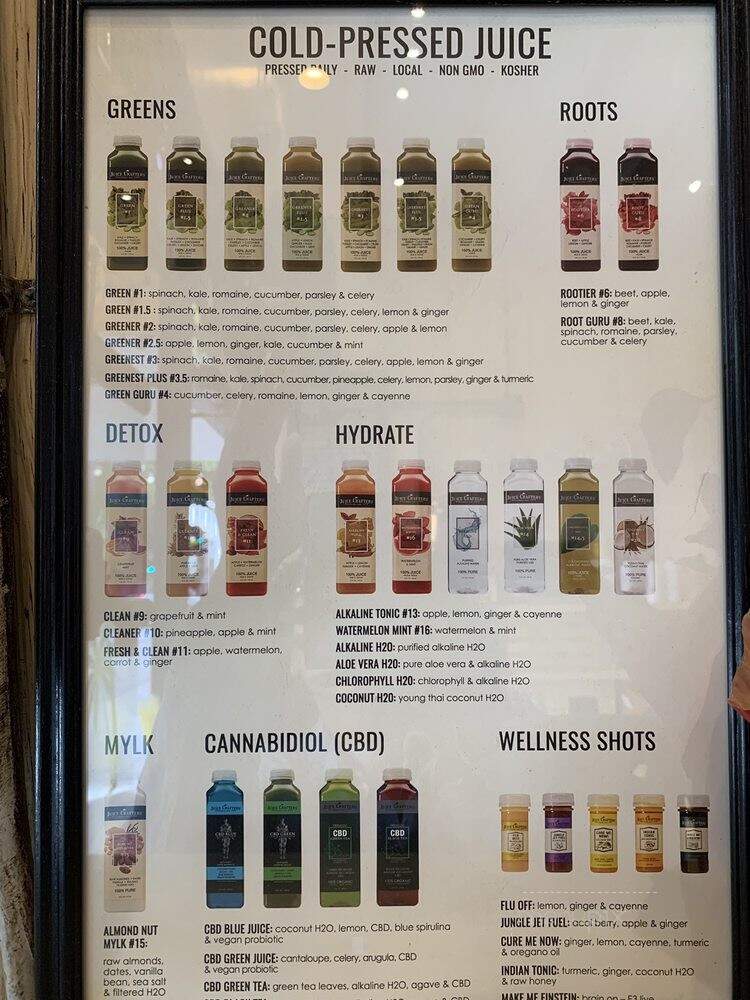 COLD-PRESSED JUICE
PRESSED DAILY - RAW - LOCAL - NON GMO - KOSHER
GREENS
GREEN #1: spinach, kale, romaine, cucumber, parsley & celery
GREEN #1.5 : spinach, kale, romaine, cucumber, parsley, celery, lemon & ginger
GREENER #2: spinach, kale, romaine, cucumber, parsley, celery, apple & lemon
GREENER #2.5: apple, lemon, ginger, kale, cucumber & mint
GREENEST #3: spinach, kale, romaine, cucumber, parsley, celery, apple, lemon & ginger
GREENEST PLUS #3.5: romaine, kale, spinach, cucumber, pineapple, celery, lemon, parsley, ginger & turmeric
GREEN GURU #4: cucumber, celery, romaine, lemon, ginger & cayenne
ROOTS
ROOTIER #6: beet, apple,
lemon & ginger
ROOT GURU #8: beet, kale,
spinach, romaine, parsley,
cucumber & celery
DETOX
CLEAN #9: grapefruit & mint
CLEANER #10: pineapple, apple & mint
FRESH & CLEAN #11: apple, watermelon,
carrot & ginger
HYDRATE
ALKALINE TONIC #13: apple, lemon, ginger & cayenne
WATERMELON MINT #16: watermelon & mint
ALKALINE H20: purified alkaline H2O
ALOE VERA H20: pure aloe vera & alkaline H2O
CHLOROPHYLL H20: chlorophyll & alkaline H2O
COCONUT H20: young thai coconut H2O
MYLK
ALMOND NUT
MYLK #15:
raw almonds,
dates, vanilla
bean, sea salt
& filtered H2O
CANNABIDIOL (CBD)
CBD BLUE JUICE: coconut H2O, lemon, CBD, blue spirulina
& vegan probiotic
CBD GREEN JUICE: cantaloupe, celery, arugula, CBD
& vegan probiotic
CBD GREEN TEA: green tea leaves, alkaline H2O, agave & CBD
WELLNESS SHOTS
FLU OFF: lemon, ginger & cayenne
JUNGLE JET FUEL: acai berry, apple & ginger
CURE ME NOW: ginger, lemon, cayenne, turmeric
& oregano oil
INDIAN TONIC: turmeric, ginger, coconut H2O
& raw honey
MAKE ME EINSTEIN: brain on - E3 live